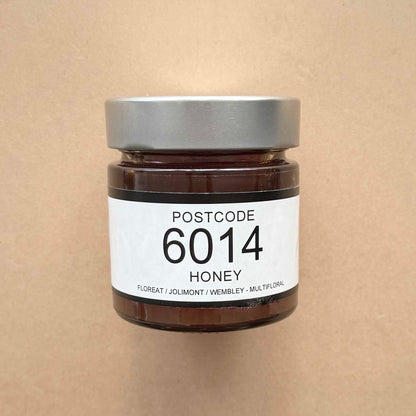 POSTCODE
6014
HONEY
FLOREAT / JOLIMONT / WEMBLEY - MULTIFLORAL